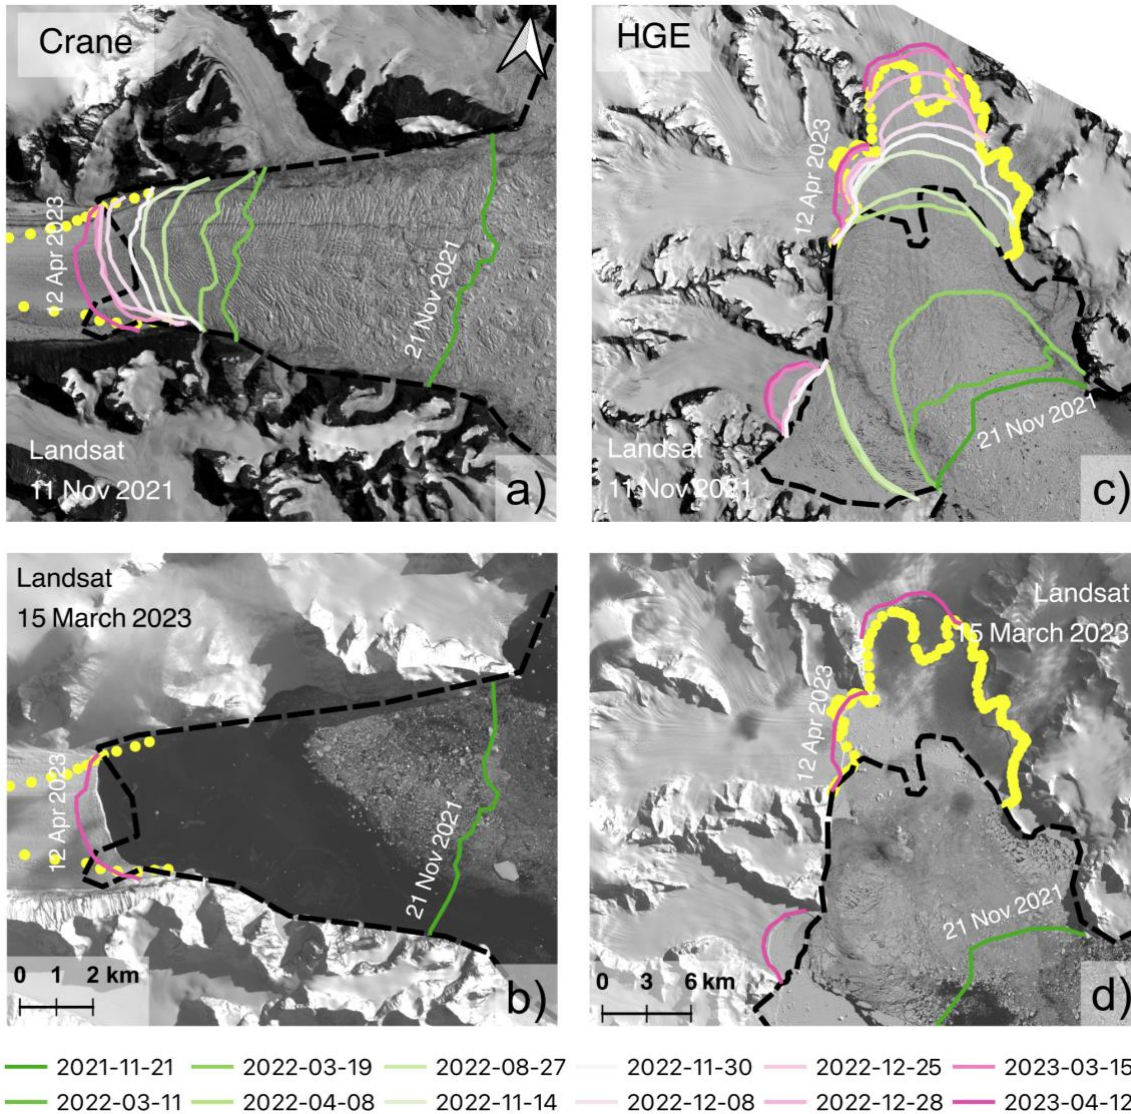 Crane
12 Apr 2023
21 Nov 2021
Landsat
11 Nov 2021
a)
HGE
12 Apr 2023
21 Nov 2021
Landsat
11 Nov 2021
c)
Landsat
15 March 2023
12 Apr 2023
21 Nov 2021
0 1 2 km
b)
Landsat
15 March 2023
12 Apr 2023
21 Nov 2021
0 3 6 km
d)
2021-11-21 2022-03-19 2022-08-27 2022-11-30 2022-12-25 2023-03-15
2022-03-11 2022-04-08 2022-11-14 2022-12-08 2022-12-28 2023-04-12